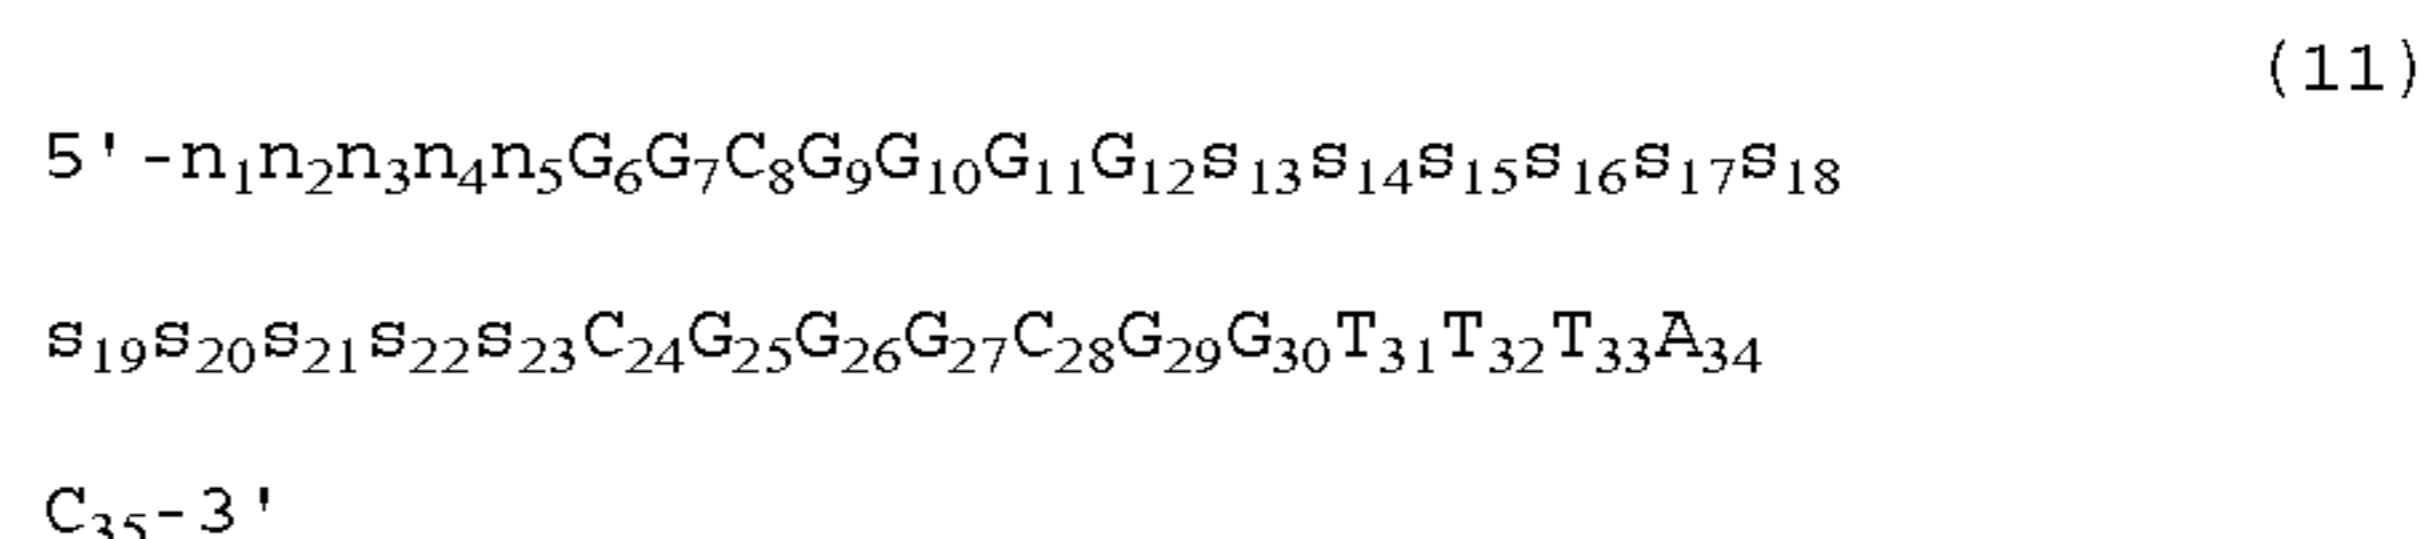 (11)
5'-n₁n₂n₃n₄n₅G₆G₇C₈G₉G₁₀G₁₁G₁₂s₁₃s₁₄s₁₅s₁₆s₁₇s₁₈
s₁₉s₂₀s₂₁s₂₂s₂₃C₂₄G₂₅G₂₆G₂₇C₂₈G₂₉G₃₀T₃₁T₃₂T₃₃A₃₄
C₃₅-3'